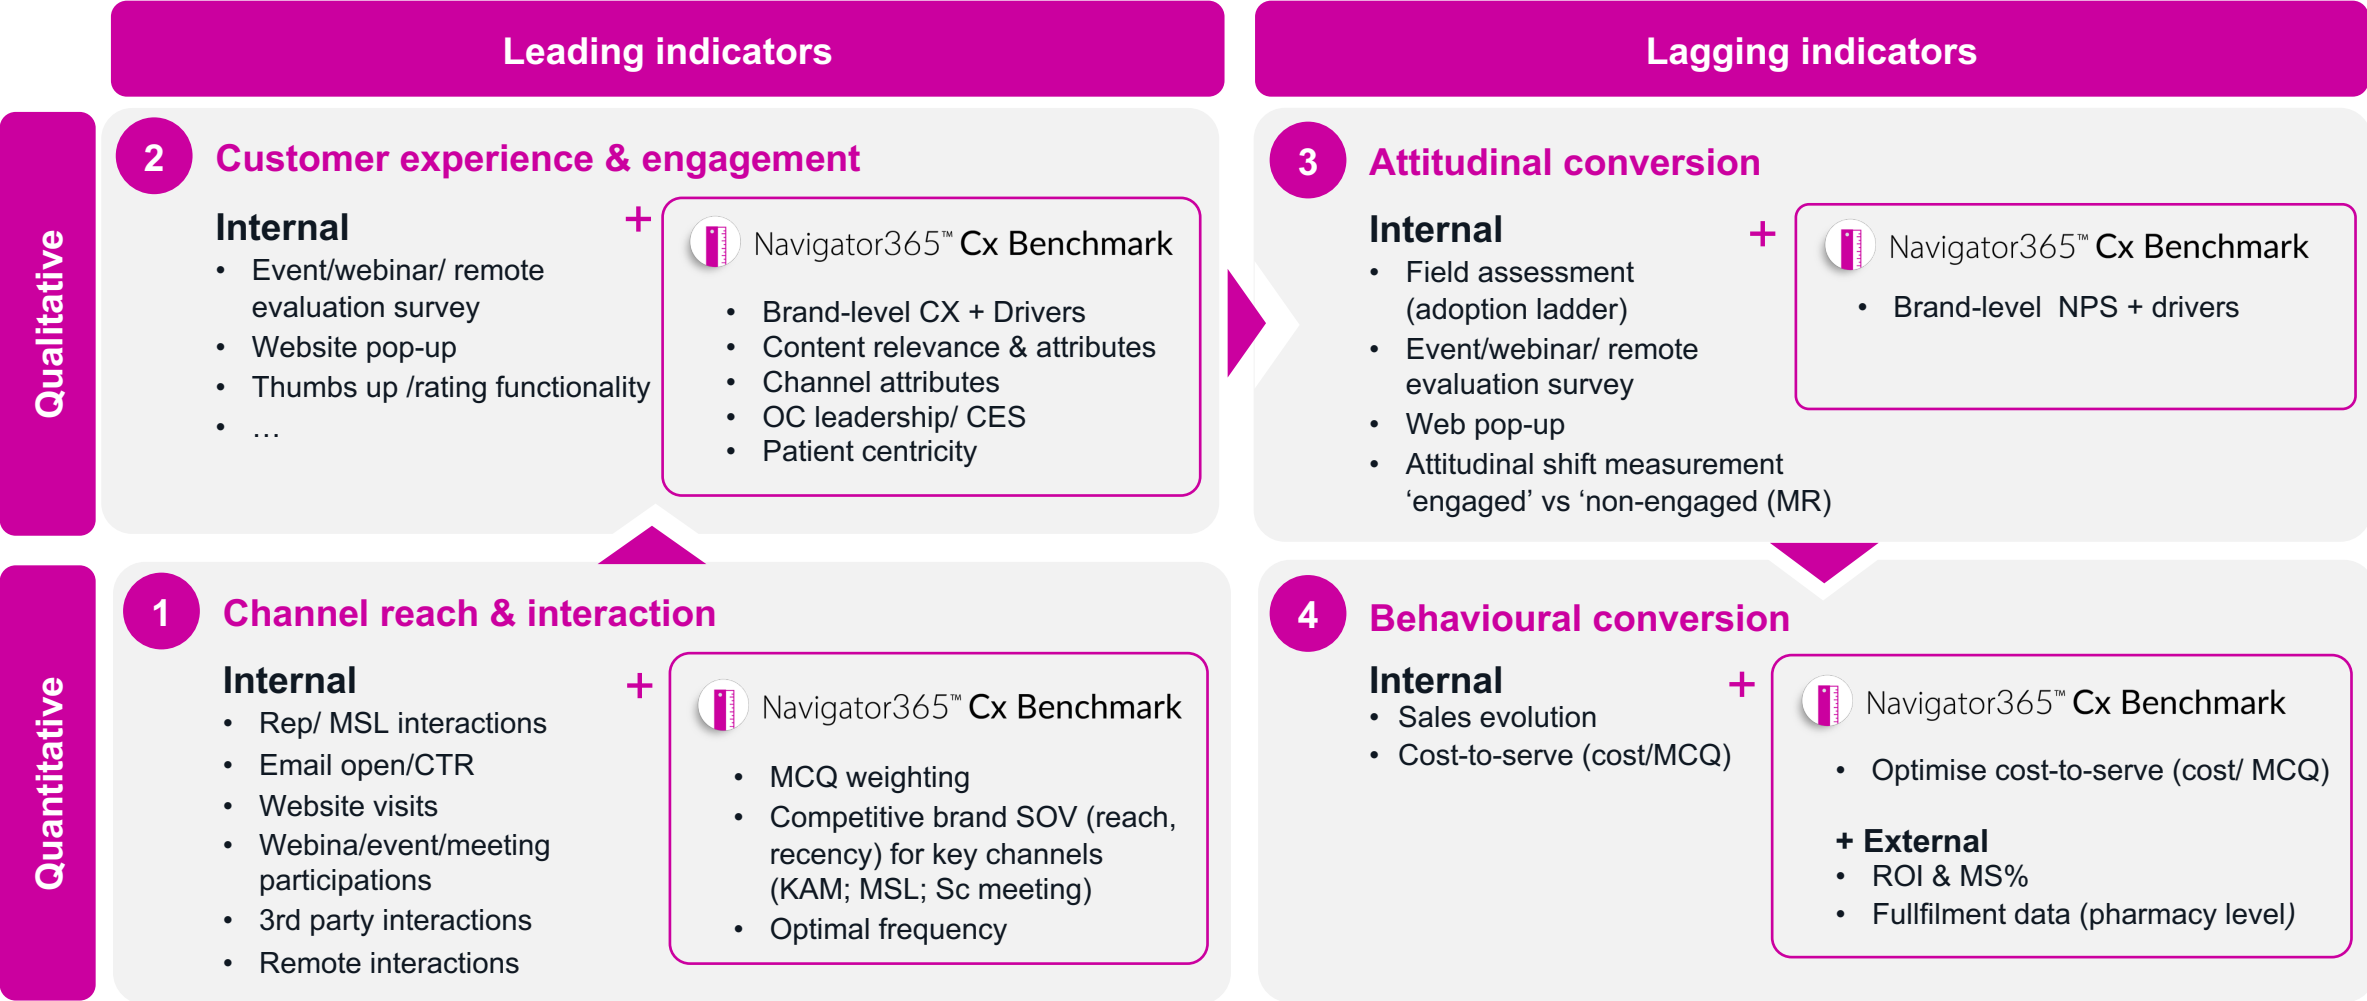 Leading indicators
Lagging indicators
Qualitative
2
Customer experience & engagement
Internal
• Event/webinar/ remote
evaluation survey
• Website pop-up
• Thumbs up /rating functionality
• …
+
Navigator365™ Cx Benchmark
• Brand-level CX + Drivers
• Content relevance & attributes
• Channel attributes
• OC leadership/ CES
• Patient centricity
3
Attitudinal conversion
Internal
• Field assessment
(adoption ladder)
• Event/webinar/ remote
evaluation survey
• Web pop-up
• Attitudinal shift measurement
‘engaged’ vs ‘non-engaged (MR)
+
Navigator365™ Cx Benchmark
• Brand-level  NPS + drivers
Quantitative
1
Channel reach & interaction
Internal
• Rep/ MSL interactions
• Email open/CTR
• Website visits
• Webina/event/meeting
participations
• 3rd party interactions
• Remote interactions
+
Navigator365™ Cx Benchmark
• MCQ weighting
• Competitive brand SOV (reach,
recency) for key channels
(KAM; MSL; Sc meeting)
• Optimal frequency
4
Behavioural conversion
Internal
• Sales evolution
• Cost-to-serve (cost/MCQ)
+
Navigator365™ Cx Benchmark
• Optimise cost-to-serve (cost/ MCQ)
+ External
• ROI & MS%
• Fullfilment data (pharmacy level)